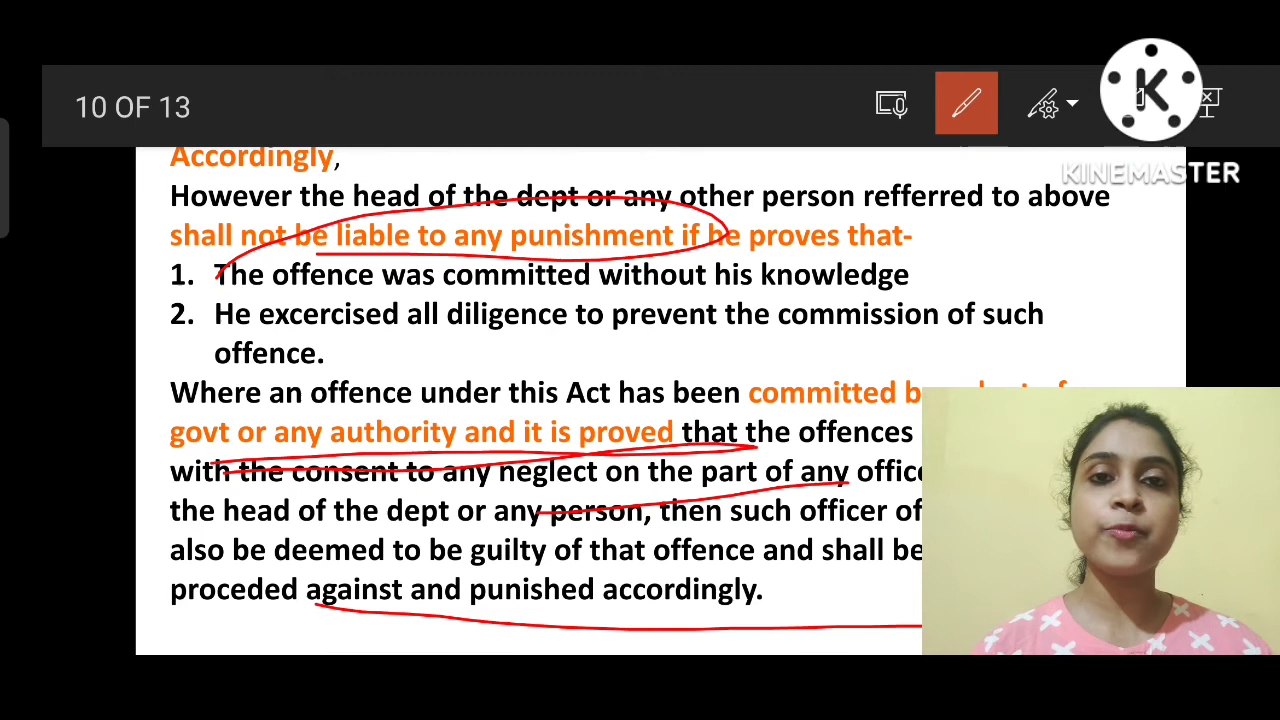 10 OF 13
K
KINEMASTER
Accordingly,
However the head of the dept or any other person refferred to above
shall not be liable to any punishment if he proves that-
1. The offence was committed without his knowledge
2. He excercised all diligence to prevent the commission of such
offence.
Where an offence under this Act has been committed
govt or any authority and it is proved that the offences
with the consent to any neglect on the part of any
the head of the dept or any person, then such officer of
also be deemed to be guilty of that offence and shall be
proceded against and punished accordingly.